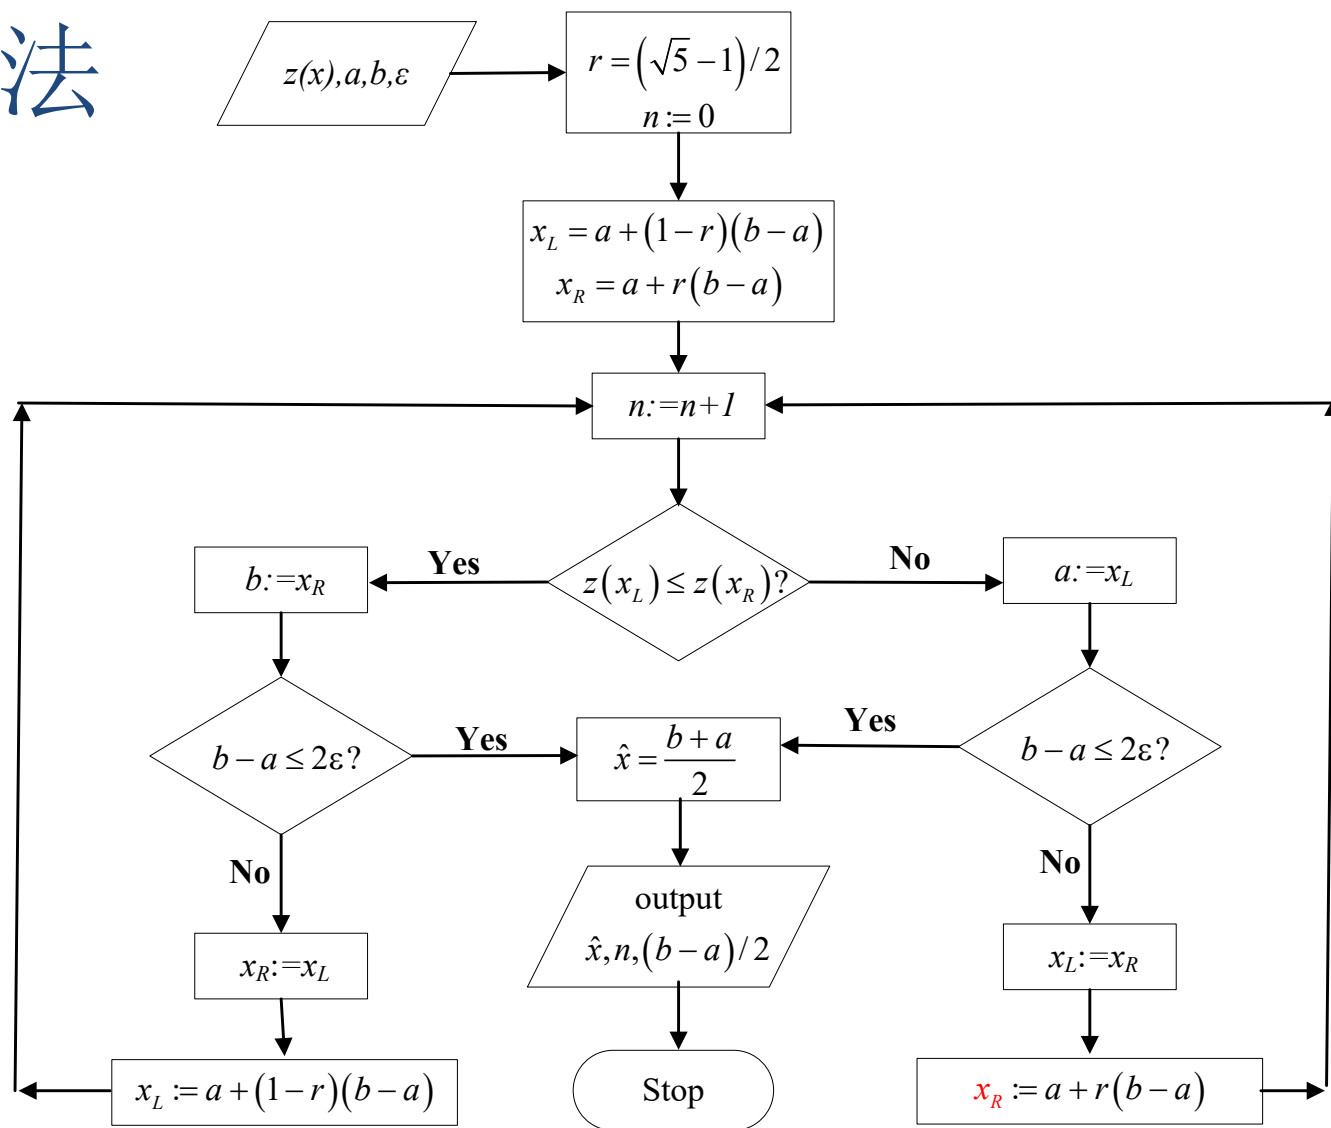 法
z(x),a,b,ε
r = (√5 − 1)/2
n := 0
x_L = a + (1 − r)(b − a)
x_R = a + r(b − a)
n:=n+1
z(x_L) ≤ z(x_R)?
Yes
No
b:=x_R
a:=x_L
b − a ≤ 2ε?
Yes
x̂ = (b + a)/2
Yes
b − a ≤ 2ε?
No
No
output
x̂, n, (b − a)/2
x_R:=x_L
x_L:=x_R
x_L := a + (1 − r)(b − a)
Stop
x_R := a + r(b − a)